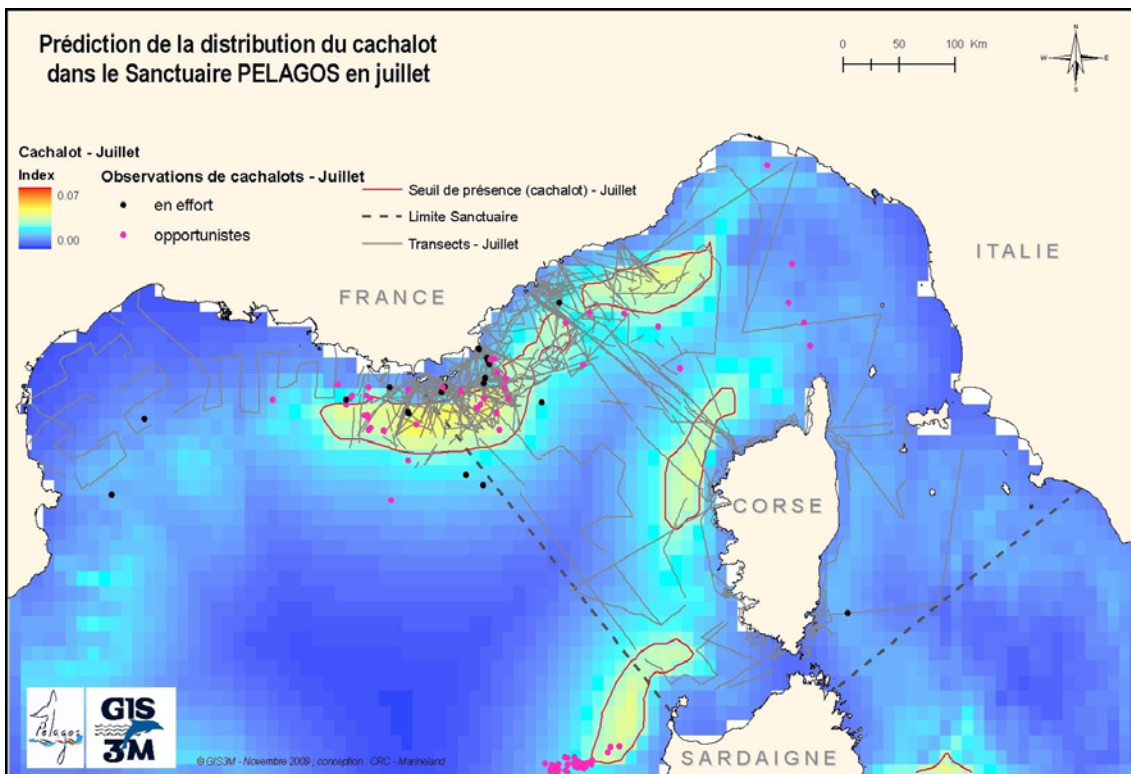 Prédiction de la distribution du cachalot
dans le Sanctuaire PELAGOS en juillet
0 50 100 Km
N
W E
S
Cachalot - Juillet
Index
0.07
0.00
Observations de cachalots - Juillet
en effort
opportunistes
Seuil de présence (cachalot) - Juillet
Limite Sanctuaire
Transects - Juillet
FRANCE
ITALIE
CORSE
SARDAIGNE
Pélagos
GIS
3M
© GIS3M - Novembre 2009 ; conception : CRC - Marineland